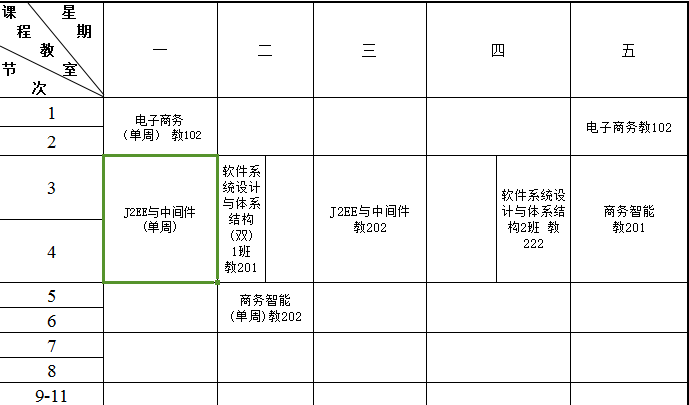 课 星
程 期
教
节 室
次
一 二 三 四 五
1
电子商务
(单周) 教102
电子商务教102
2
3
J2EE与中间件
(单周)
软件系
统设计
与体系
结构
(双)
1班
教201
J2EE与中间件
教202
软件系统设
计与体系结
构2班 教
222
商务智能
教201
4
5
商务智能
(单周)教202
6
7
8
9-11